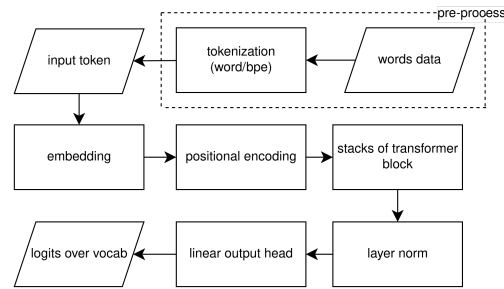 pre-process
input token
tokenization
(word/bpe)
words data
embedding
positional encoding
stacks of transformer
block
logits over vocab
linear output head
layer norm